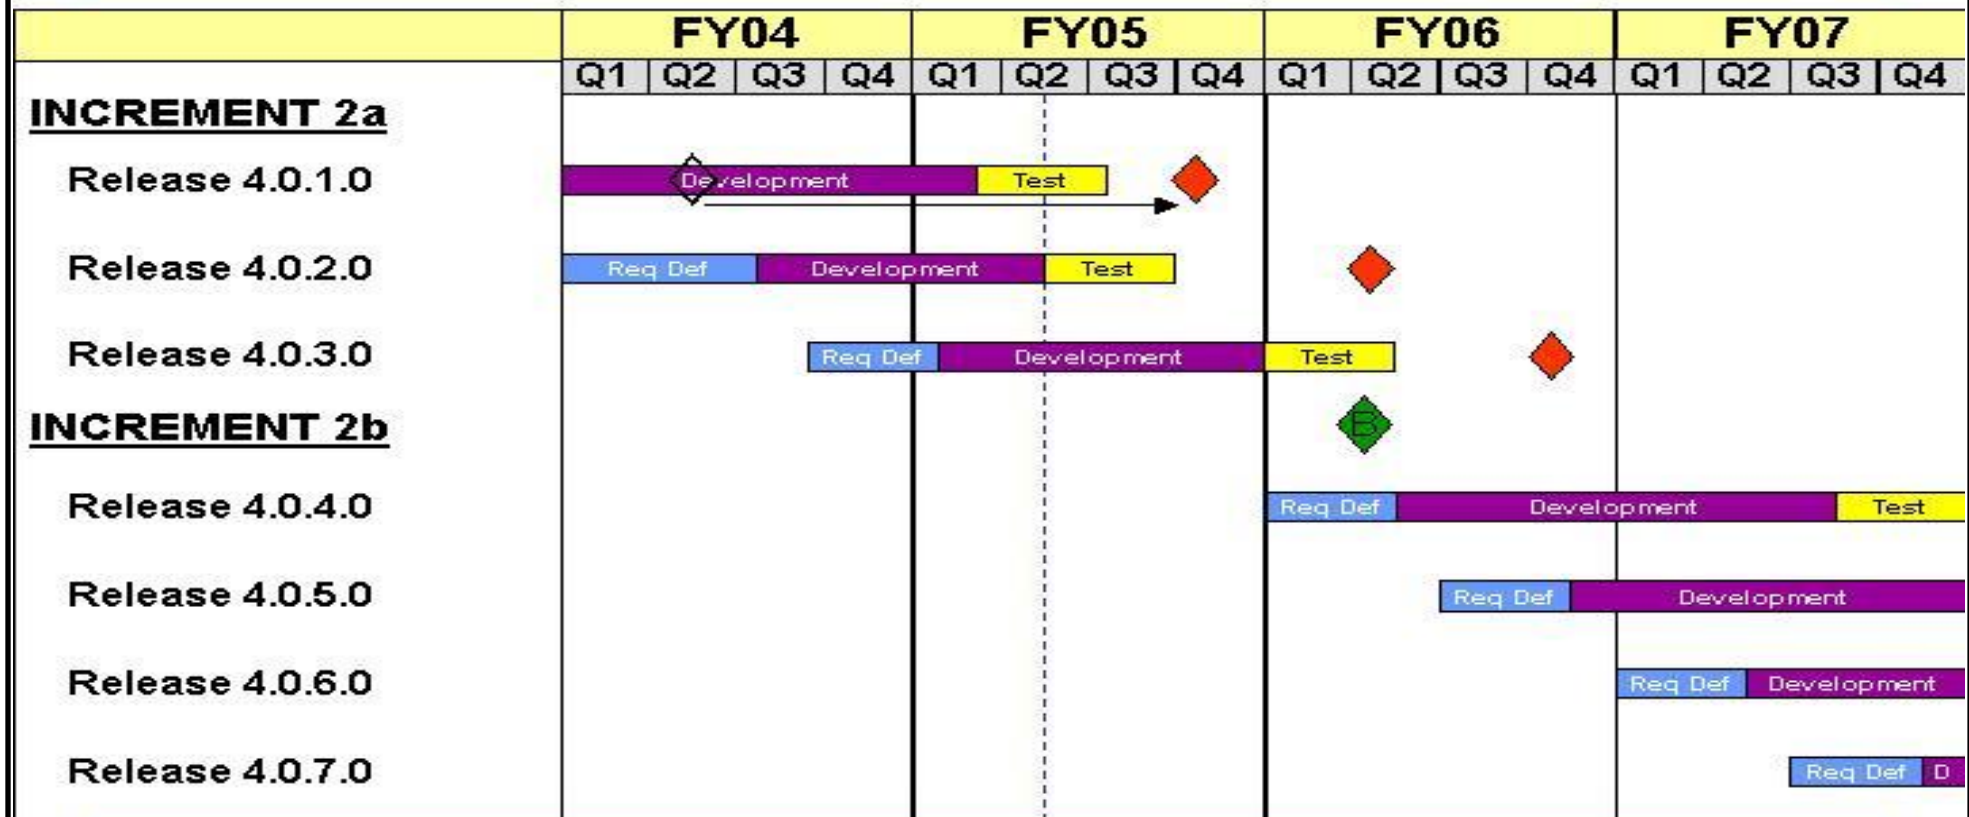 FY04 FY05 FY06 FY07
Q1 Q2 Q3 Q4 Q1 Q2 Q3 Q4 Q1 Q2 Q3 Q4 Q1 Q2 Q3 Q4
INCREMENT 2a
Release 4.0.1.0 Development Test
Release 4.0.2.0 Req Def Development Test
Release 4.0.3.0 Req Def Development Test
INCREMENT 2b B
Release 4.0.4.0 Req Def Development Test
Release 4.0.5.0 Req Def Development
Release 4.0.6.0 Req Def Development
Release 4.0.7.0 Req Def D